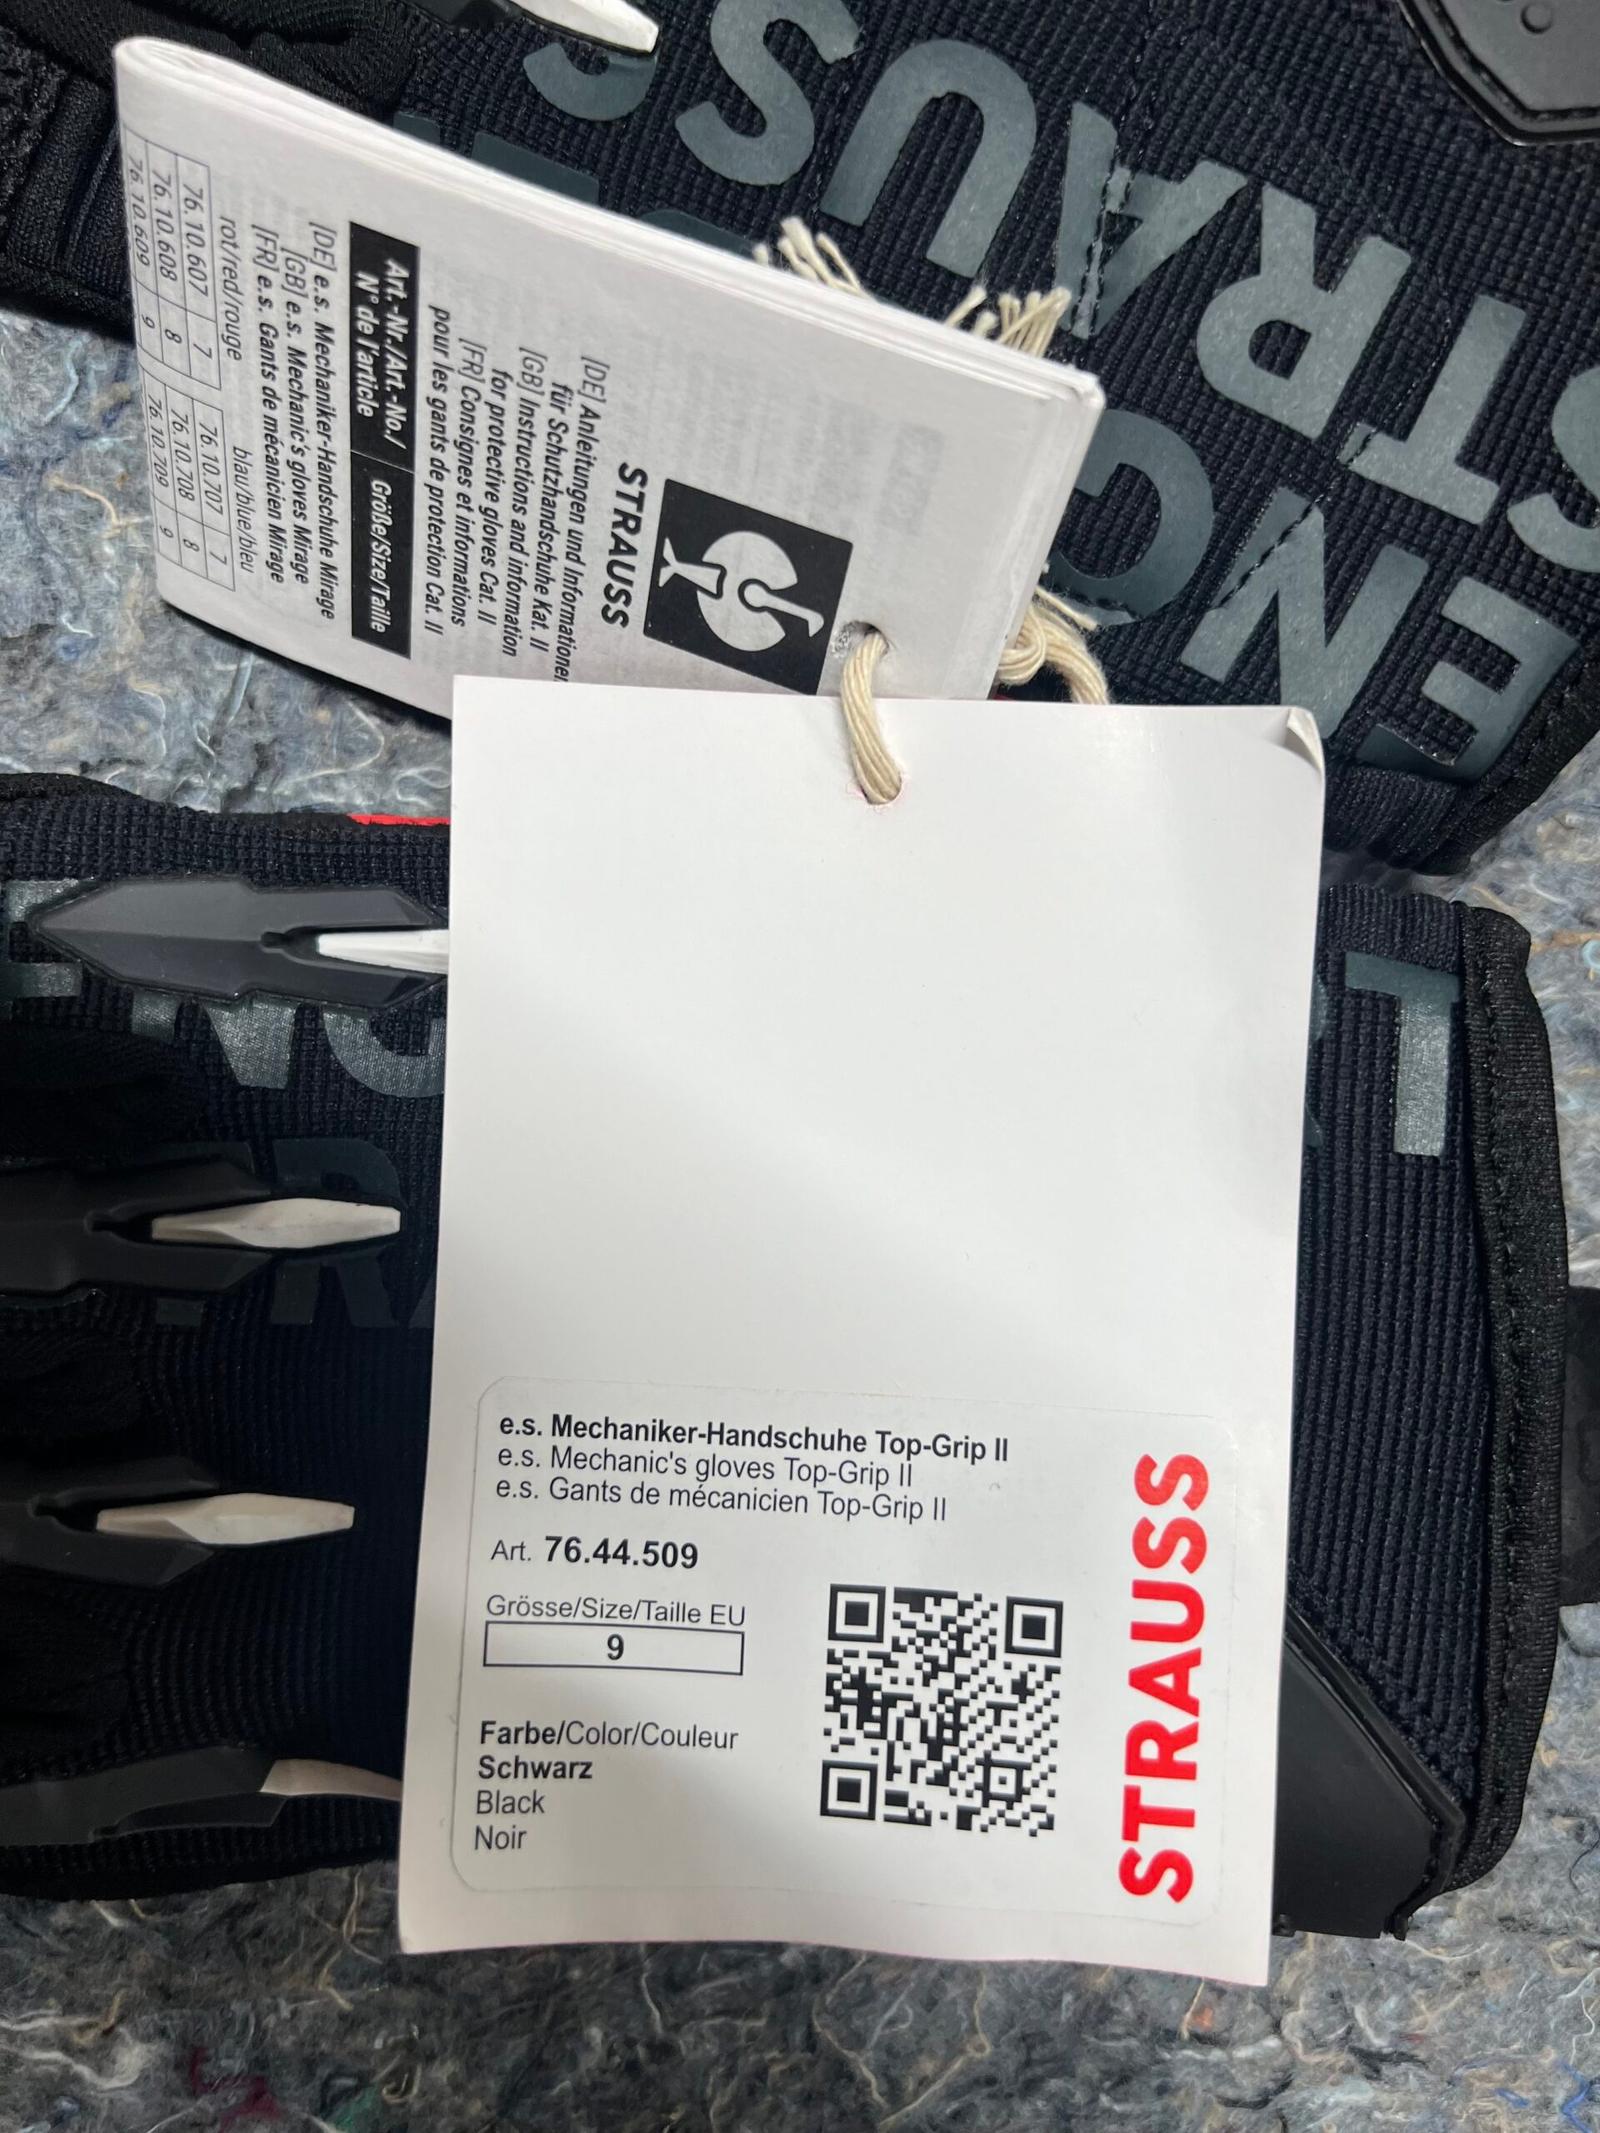 STRAUSS
[DE] Anleitungen und Informationen
für Schutzhandschuhe Kat. II
[GB] Instructions and information
for protective gloves Cat. II
[FR] Consignes et informations
pour les gants de protection Cat. II
Art.-Nr./Art.-No./
N° de l'article
Größe/Size/Taille
[DE] e.s. Mechaniker-Handschuhe Mirage
[GB] e.s. Mechanic's gloves Mirage
[FR] e.s. Gants de mécanicien Mirage
rot/red/rouge
blau/blue/bleu
76.10.607 7 76.10.707 7
76.10.608 8 76.10.708 8
76.10.609 9 76.10.709 9
e.s. Mechaniker-Handschuhe Top-Grip II
e.s. Mechanic's gloves Top-Grip II
e.s. Gants de mécanicien Top-Grip II
Art. 76.44.509
Grösse/Size/Taille EU
9
Farbe/Color/Couleur
Schwarz
Black
Noir
STRAUSS
STRAUSS
ENG